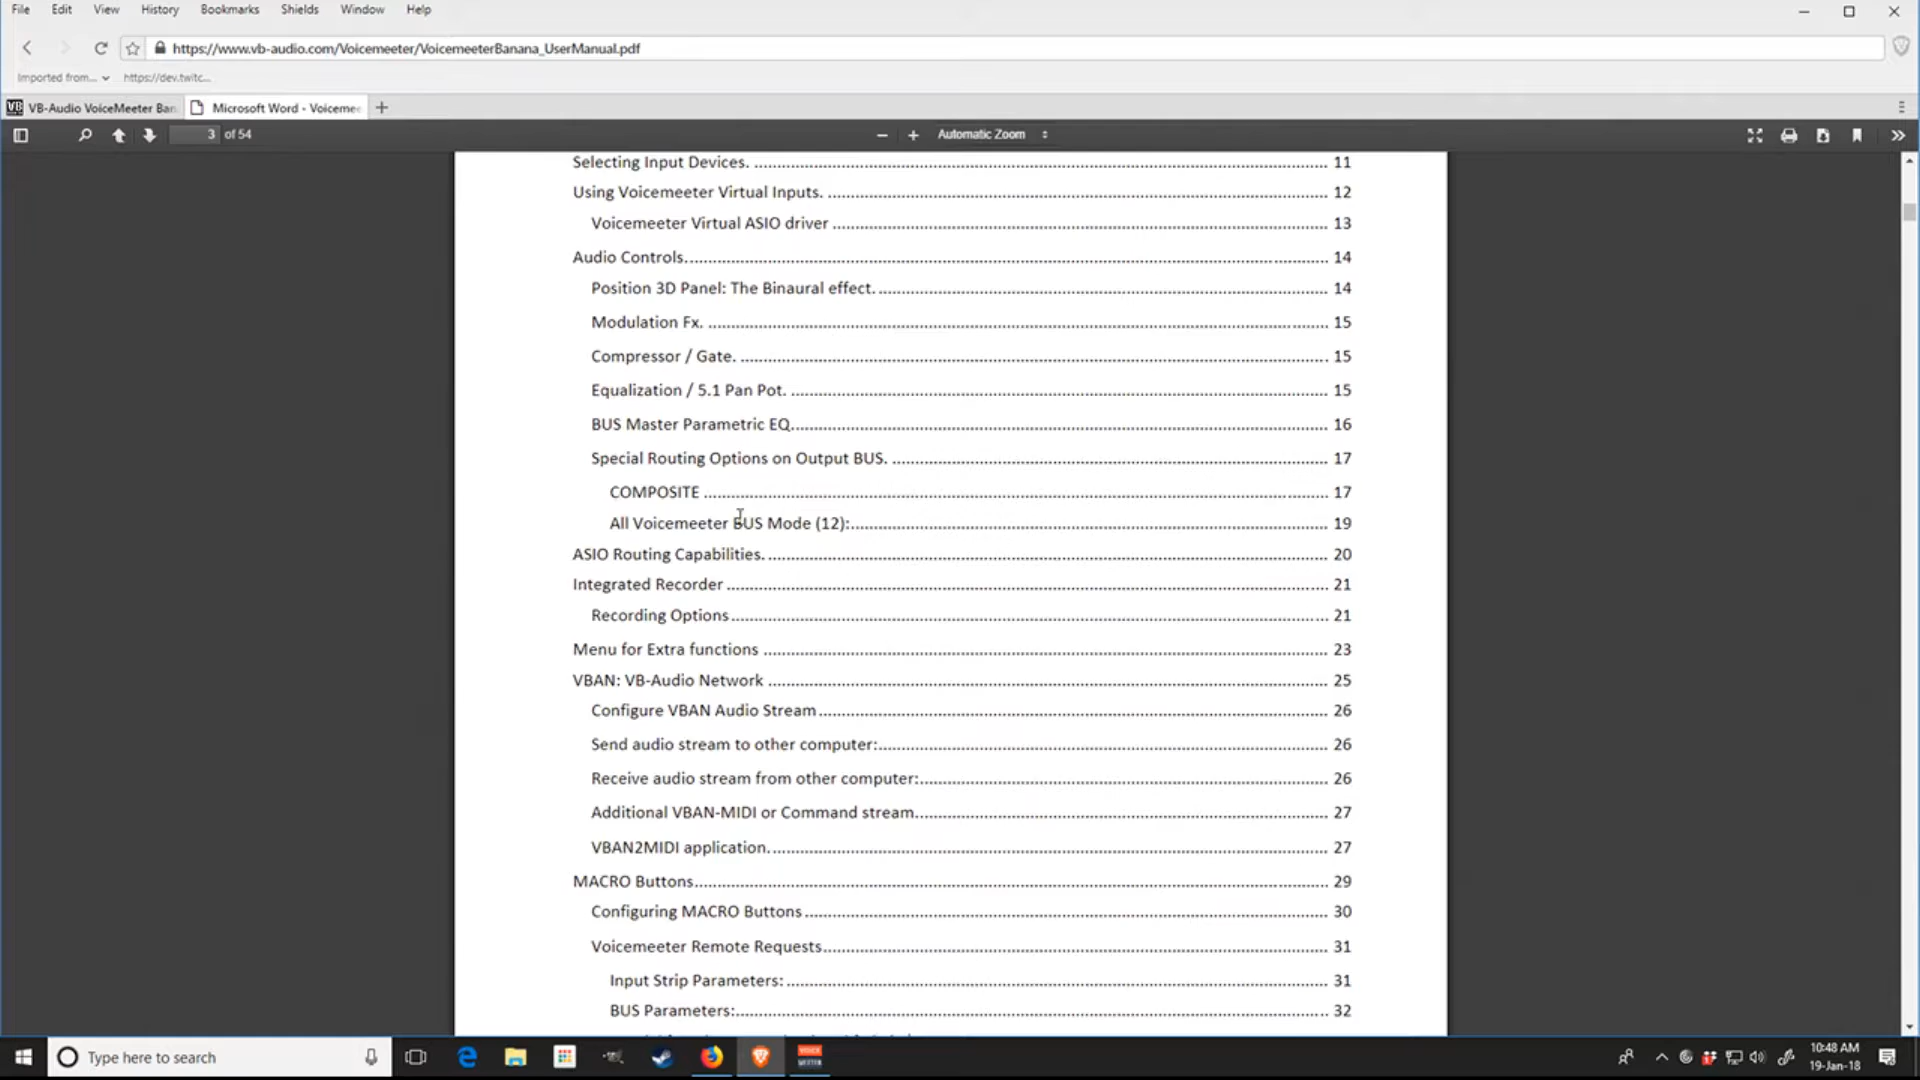 File Edit View History Bookmarks Shields Window Help
https://www.vb-audio.com/Voicemeeter/VoicemeeterBanana_UserManual.pdf
Imported from... https://dev.twitc...
VB-Audio VoiceMeeter Ban Microsoft Word - Voiceme
3 of 54 Automatic Zoom
Selecting Input Devices. 11
Using Voicemeeter Virtual Inputs. 12
Voicemeeter Virtual ASIO driver 13
Audio Controls. 14
Position 3D Panel: The Binaural effect. 14
Modulation Fx. 15
Compressor / Gate. 15
Equalization / 5.1 Pan Pot. 15
BUS Master Parametric EQ 16
Special Routing Options on Output BUS. 17
COMPOSITE 17
All Voicemeeter BUS Mode (12): 19
ASIO Routing Capabilities. 20
Integrated Recorder 21
Recording Options 21
Menu for Extra functions 23
VBAN: VB-Audio Network 25
Configure VBAN Audio Stream 26
Send audio stream to other computer: 26
Receive audio stream from other computer: 26
Additional VBAN-MIDI or Command stream 27
VBAN2MIDI application. 27
MACRO Buttons 29
Configuring MACRO Buttons 30
Voicemeeter Remote Requests 31
Input Strip Parameters: 31
BUS Parameters: 32
Type here to search
10:48 AM
19-Jan-18